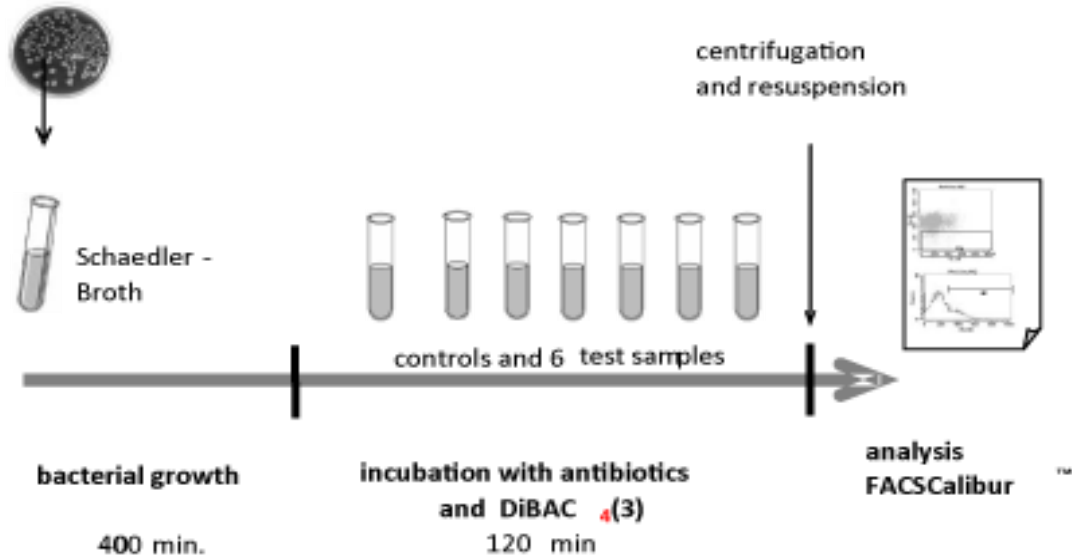 centrifugation
and resuspension
Schaedler -
Broth
controls and 6 test samples
bacterial growth
400 min.
incubation with antibiotics
and DiBAC 4(3)
120 min
analysis
FACSCalibur ™